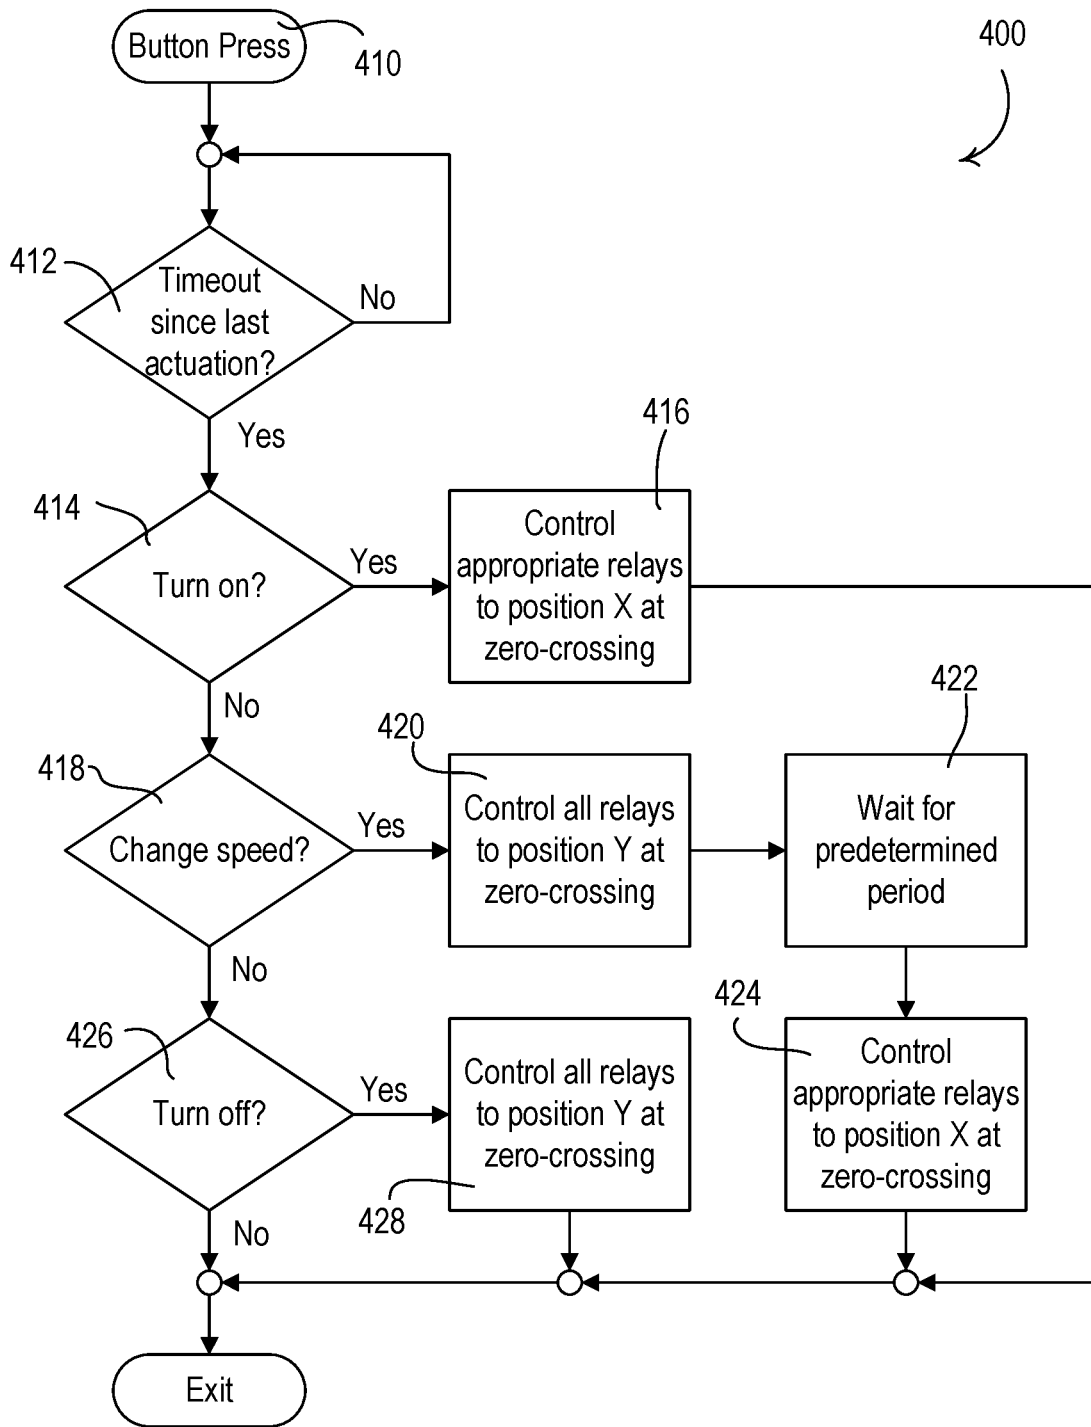 Button Press
410
400
412
Timeout
since last
actuation?
No
Yes
414
Turn on?
Yes
416
Control
appropriate relays
to position X at
zero-crossing
No
418
Change speed?
Yes
420
Control all relays
to position Y at
zero-crossing
422
Wait for
predetermined
period
No
424
Control
appropriate relays
to position X at
zero-crossing
426
Turn off?
Yes
Control all relays
to position Y at
zero-crossing
428
No
Exit